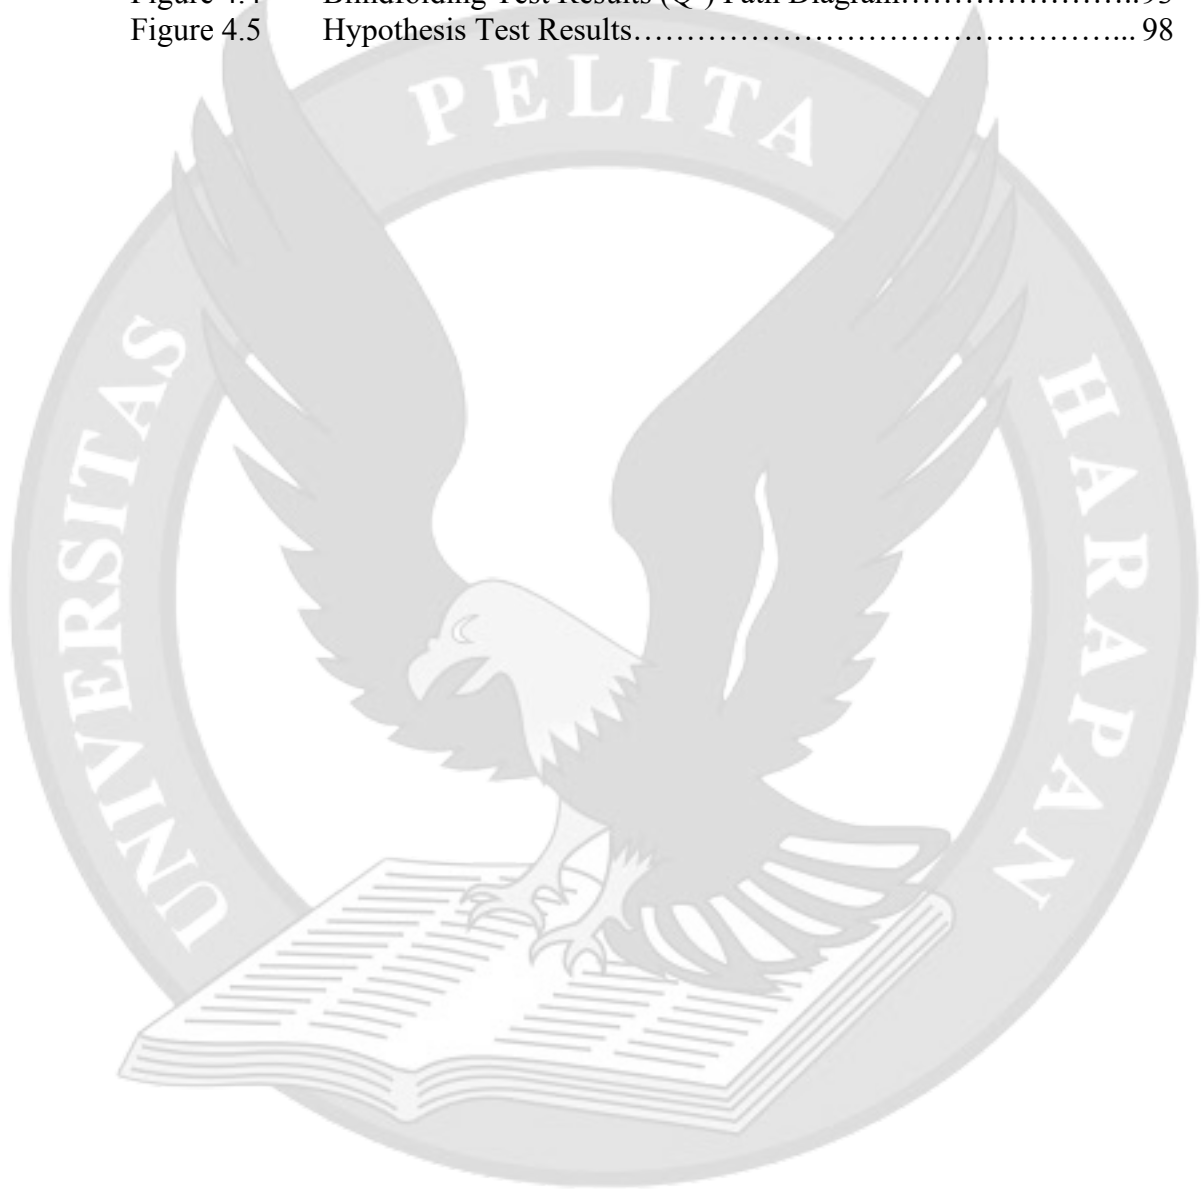 Figure 4.4 Blindfolding Test Results (Q²) Path Diagram…………………..
Figure 4.5 Hypothesis Test Results………………………………………... 98
UNIVERSITAS PELITA HARAPAN